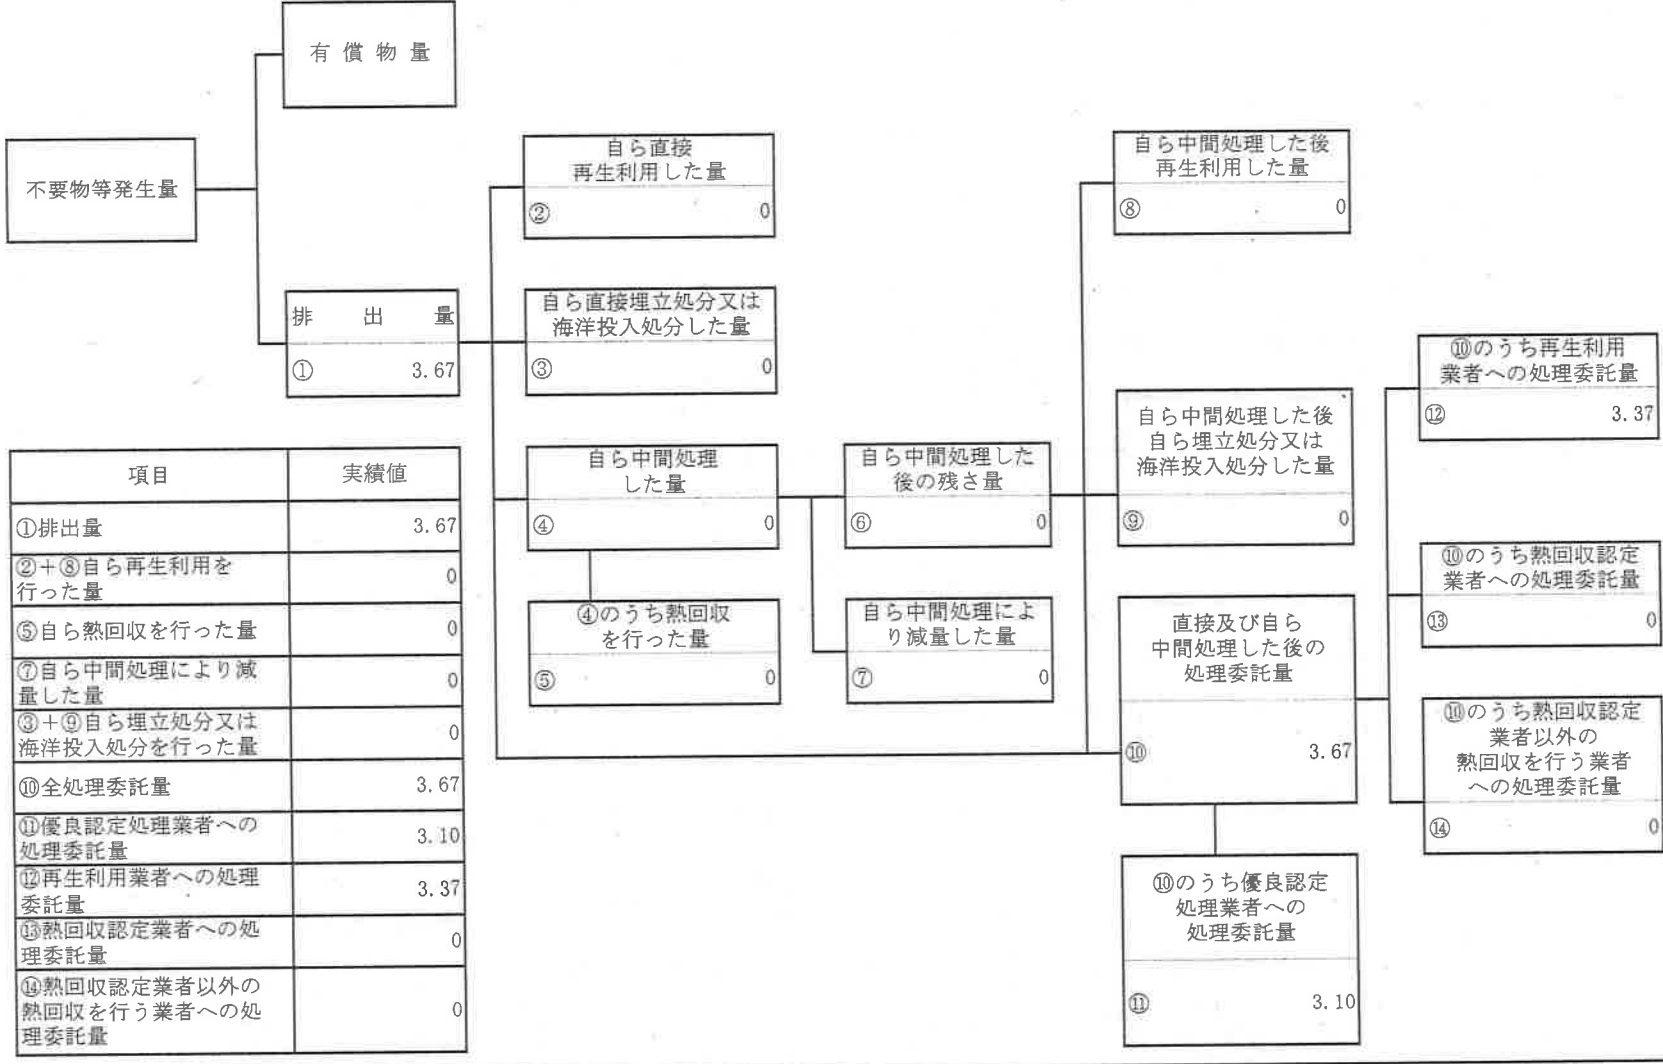 有償物量
不要物等発生量
排出量
① 3.67
自ら直接
再生利用した量
② 0
自ら直接埋立処分又は
海洋投入処分した量
③ 0
自ら中間処理
した量
④ 0
④のうち熱回収
を行った量
⑤ 0
自ら中間処理した
後の残さ量
⑥ 0
自ら中間処理によ
り減量した量
⑦ 0
自ら中間処理した後
再生利用した量
⑧ 0
自ら中間処理した後
自ら埋立処分又は
海洋投入処分した量
⑨ 0
直接及び自ら
中間処理した後の
処理委託量
⑩ 3.67
⑩のうち優良認定
処理業者への
処理委託量
⑪ 3.10
⑩のうち再生利用
業者への処理委託量
⑫ 3.37
⑩のうち熱回収認定
業者への処理委託量
⑬ 0
⑩のうち熱回収認定
業者以外の
熱回収を行う業者
への処理委託量
⑭ 0
項目 実績値
①排出量 3.67
②+⑧自ら再生利用を
行った量 0
⑤自ら熱回収を行った量 0
⑦自ら中間処理により減
量した量 0
③+⑨自ら埋立処分又は
海洋投入処分を行った量 0
⑩全処理委託量 3.67
⑪優良認定処理業者への
処理委託量 3.10
⑫再生利用業者への処理
委託量 3.37
⑬熱回収認定業者への処
理委託量 0
⑭熱回収認定業者以外の
熱回収を行う業者への処
理委託量 0